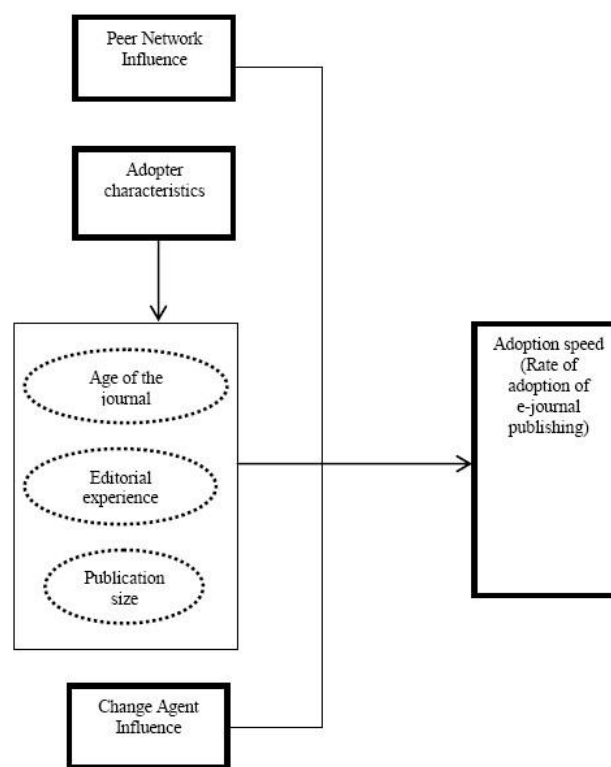 Peer Network
Influence
Adopter
characteristics
Age of the
journal
Editorial
experience
Publication
size
Change Agent
Influence
Adoption speed
(Rate of
adoption of
e-journal
publishing)